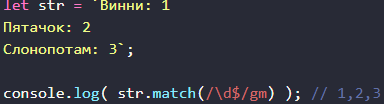 let str = `Винни: 1
Пятачок: 2
Слонопотам: 3`;
console.log( str.match(/\d$/gm) ); // 1,2,3